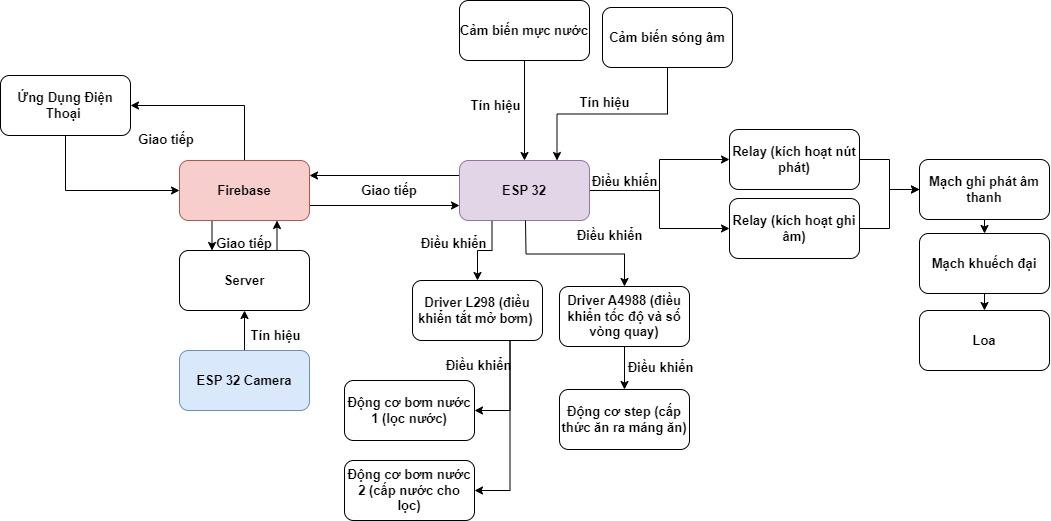 Cảm biến mực nước
Cảm biến sóng âm
Tín hiệu
Tín hiệu
Ứng Dụng Điện
Thoại
Giao tiếp
Firebase
Giao tiếp
ESP 32
Điều khiển
Relay (kích hoạt nút
phát)
Relay (kích hoạt ghi
âm)
Mạch ghi phát âm
thanh
Mạch khuếch đại
Loa
Giao tiếp
Server
Tín hiệu
ESP 32 Camera
Điều khiển
Điều khiển
Driver L298 (điều
khiển tắt mở bơm)
Driver A4988 (điều
khiển tốc độ và số
vòng quay)
Điều khiển
Điều khiển
Động cơ bơm nước
1 (lọc nước)
Động cơ step (cấp
thức ăn ra máng ăn)
Động cơ bơm nước
2 (cấp nước cho
lọc)